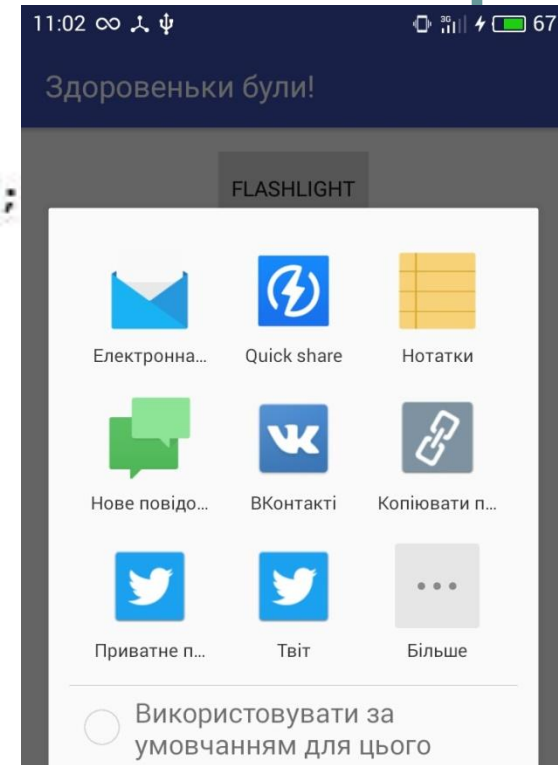 11:02 3G 67
Здоровеньки були!
FLASHLIGHT
;
Електронна... Quick share Нотатки
Нове повідо... ВКонтакті Копіювати п...
Приватне п... Твіт Більше
Використовувати за
умовчанням для цього